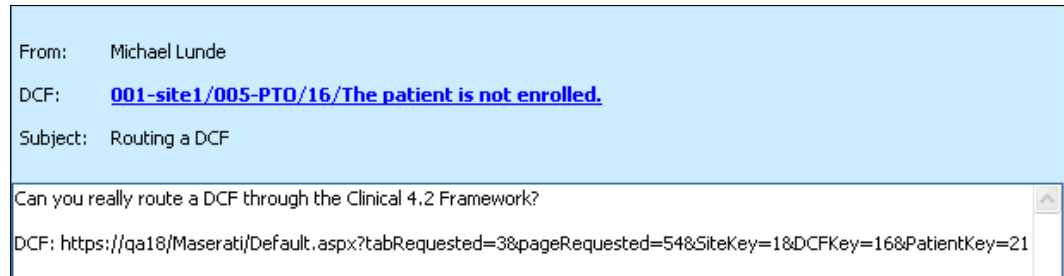 From: Michael Lunde
DCF: 001-site1/005-PTO/16/The patient is not enrolled.
Subject: Routing a DCF
Can you really route a DCF through the Clinical 4.2 Framework?
DCF: https://qa18/Maserati/Default.aspx?tabRequested=3&pageRequested=54&SiteKey=1&DCFKey=16&PatientKey=21